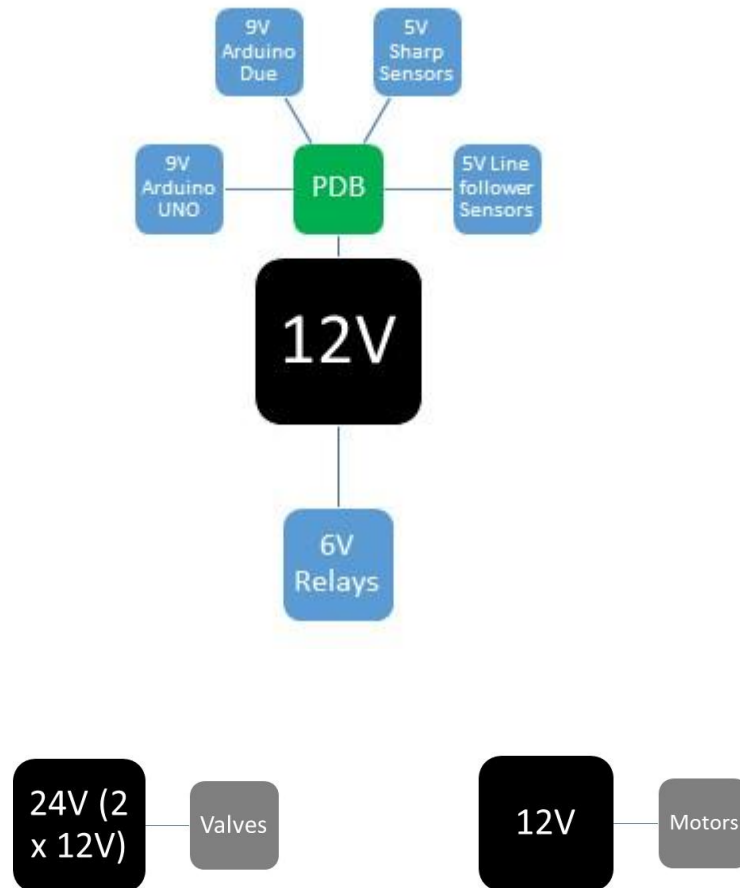 9V
Arduino
Due
5V
Sharp
Sensors
9V
Arduino
UNO
PDB
5V Line
follower
Sensors
12V
6V
Relays
24V (2
x 12V)
Valves
12V
Motors